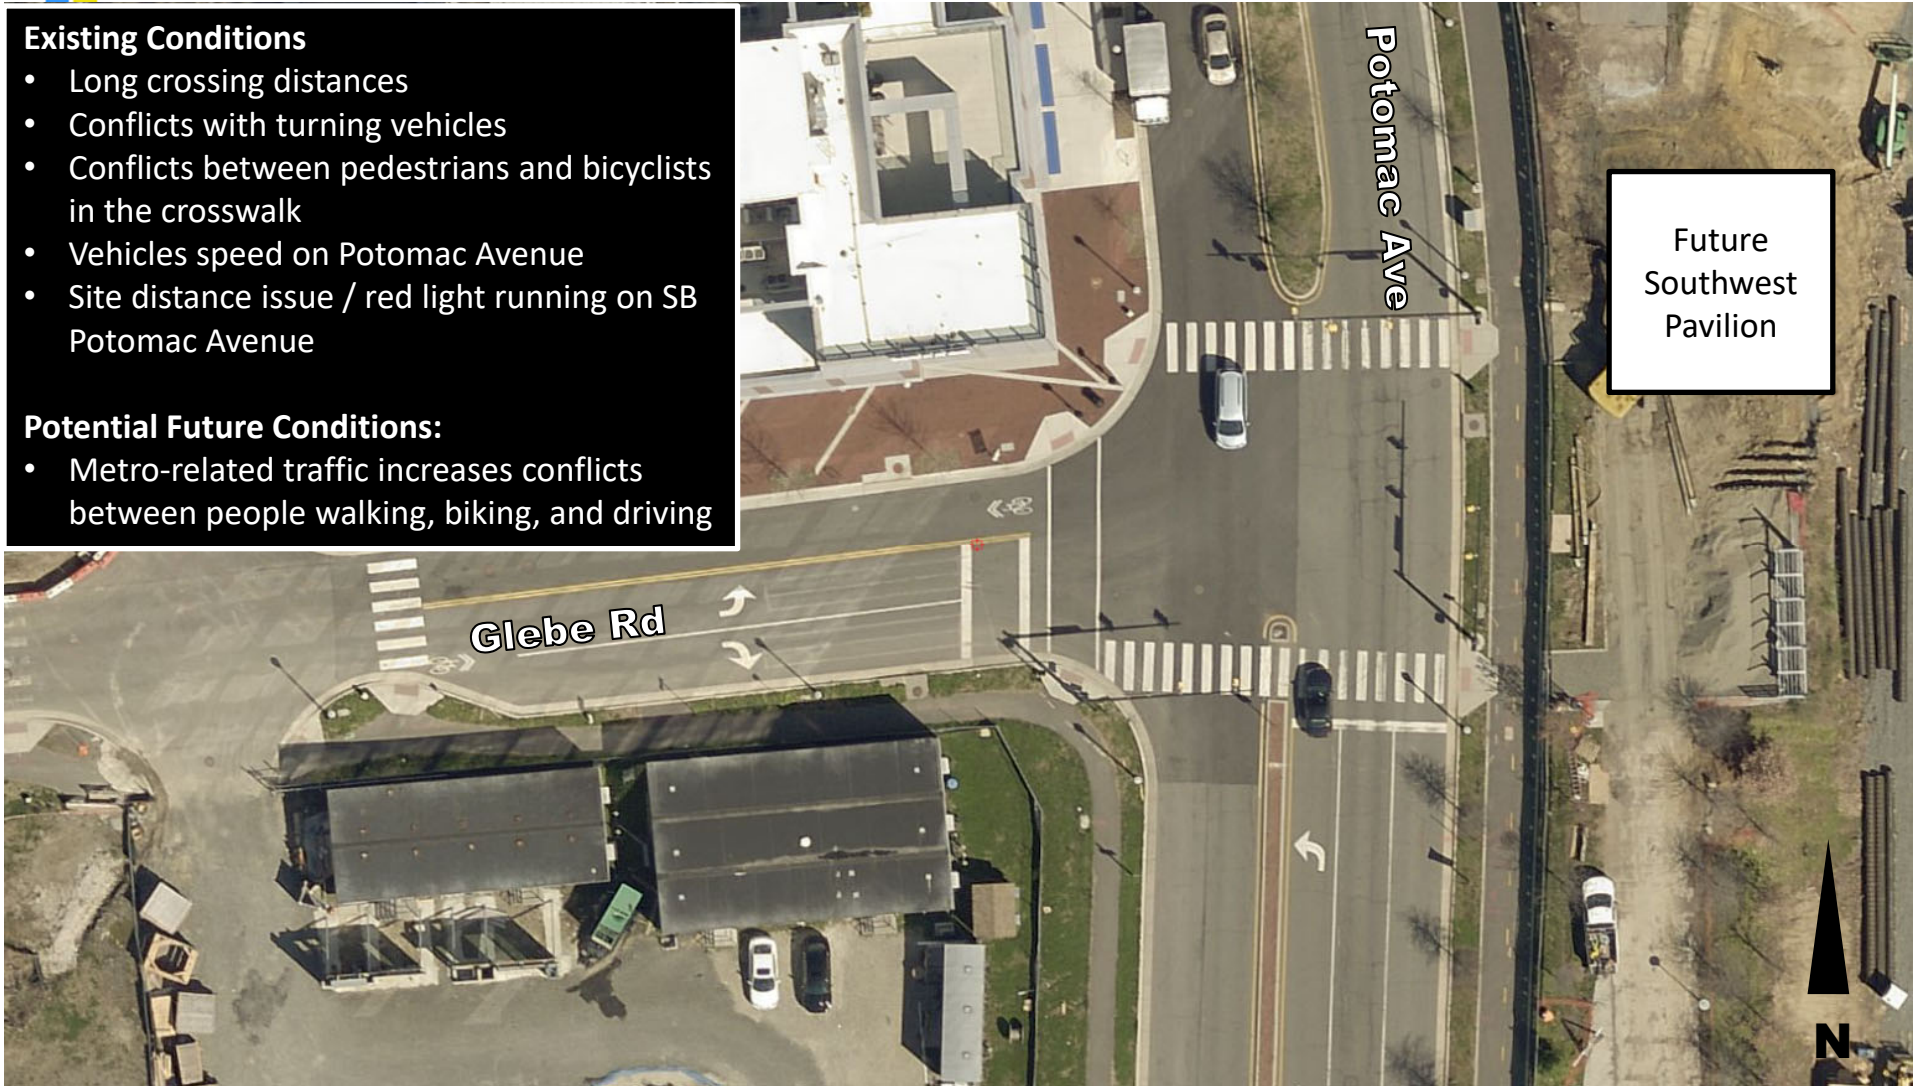 Existing Conditions
• Long crossing distances
• Conflicts with turning vehicles
• Conflicts between pedestrians and bicyclists
in the crosswalk
• Vehicles speed on Potomac Avenue
• Site distance issue / red light running on SB
Potomac Avenue
Potential Future Conditions:
• Metro-related traffic increases conflicts
between people walking, biking, and driving
Potomac Ave
Future
Southwest
Pavilion
Glebe Rd
N